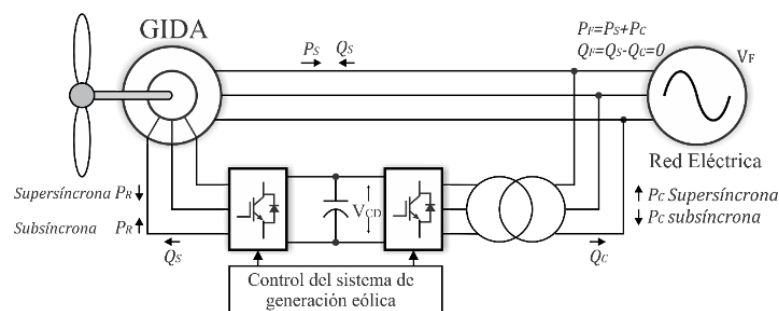 GIDA
P_S Q_S
P_F=P_S+P_C
Q_F=Q_S-Q_C=0
V_F
Red Eléctrica
Supersíncrona P_R
Subsíncrona P_R
Q_S
V_CD
P_C Supersíncrona
P_C subsíncrona
Q_C
Control del sistema de
generación eólica